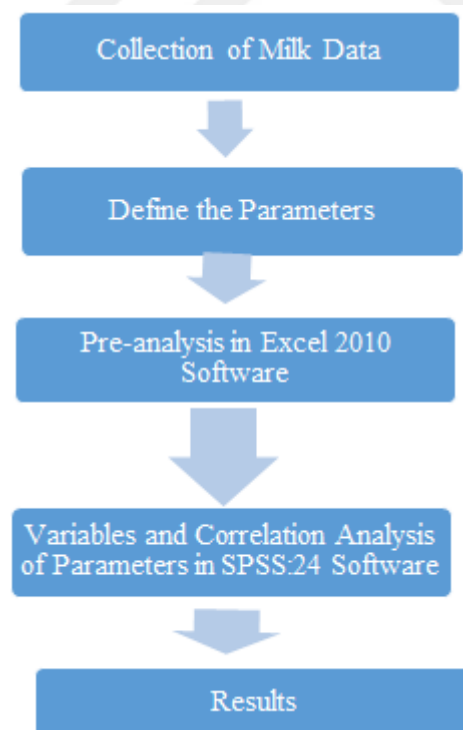 Collection of Milk Data
Define the Parameters
Pre-analysis in Excel 2010
Software
Variables and Correlation Analysis
of Parameters in SPSS:24 Software
Results